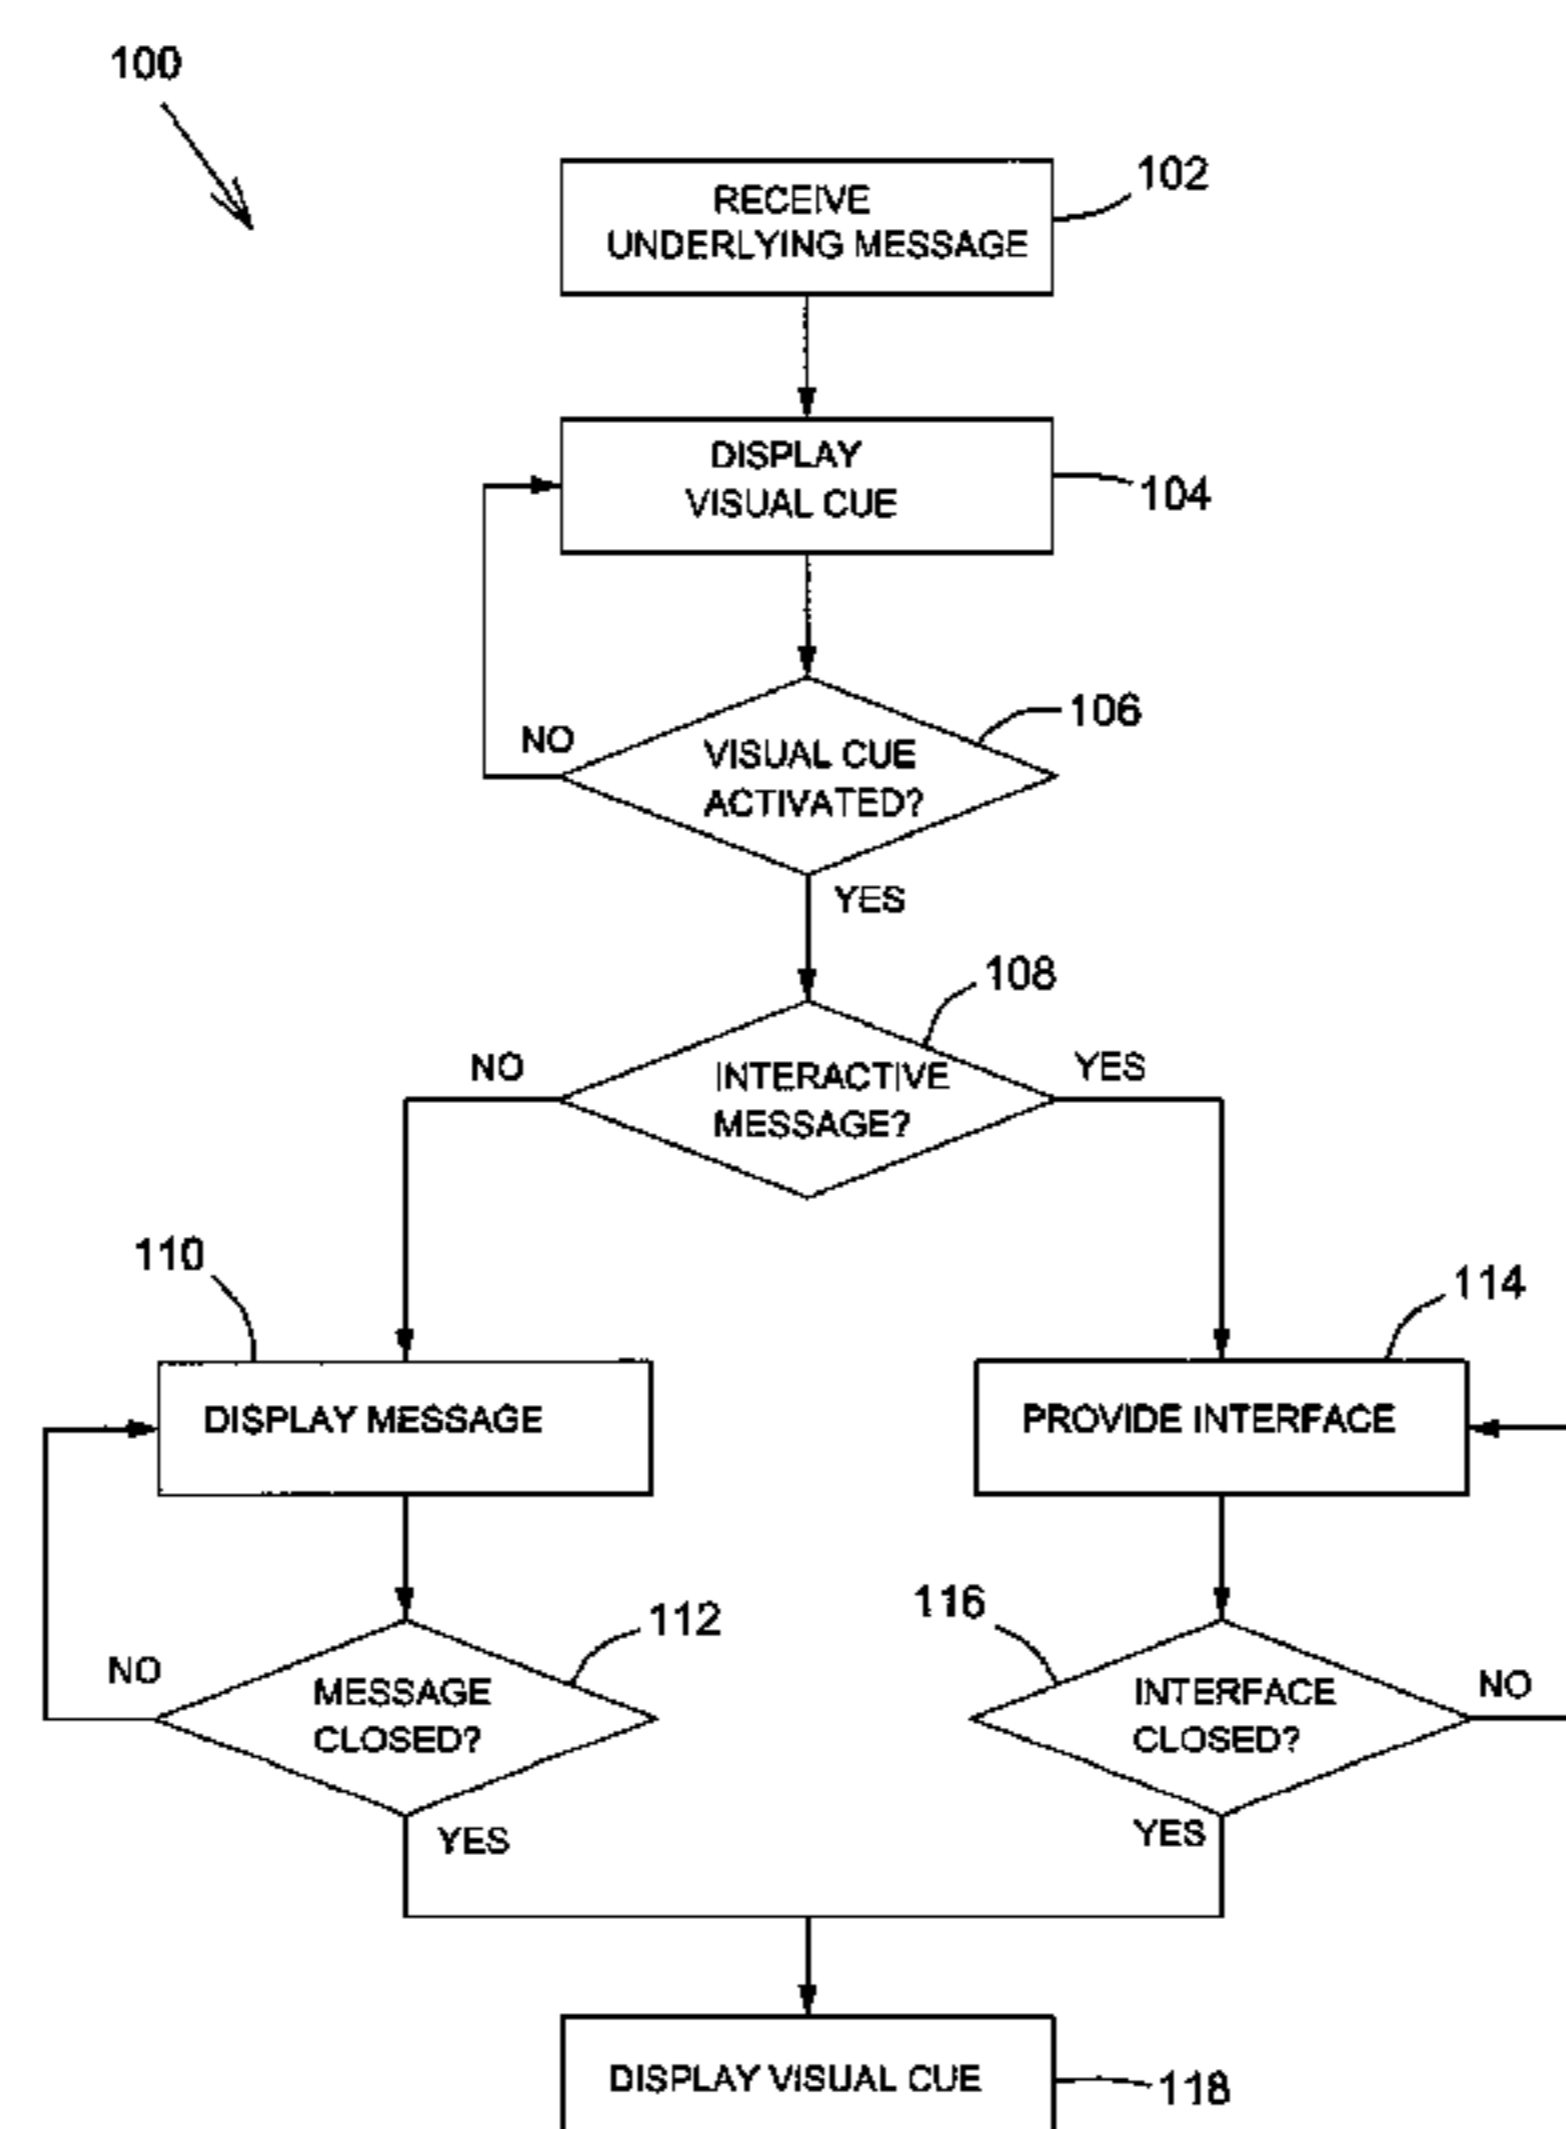 100
RECEIVE
UNDERLYING MESSAGE
102
DISPLAY
VISUAL CUE
104
NO
VISUAL CUE
ACTIVATED?
106
YES
108
NO
INTERACTIVE
MESSAGE?
YES
110
114
DISPLAY MESSAGE
PROVIDE INTERFACE
112
116
NO
MESSAGE
CLOSED?
INTERFACE
CLOSED?
NO
YES
YES
DISPLAY VISUAL CUE
118